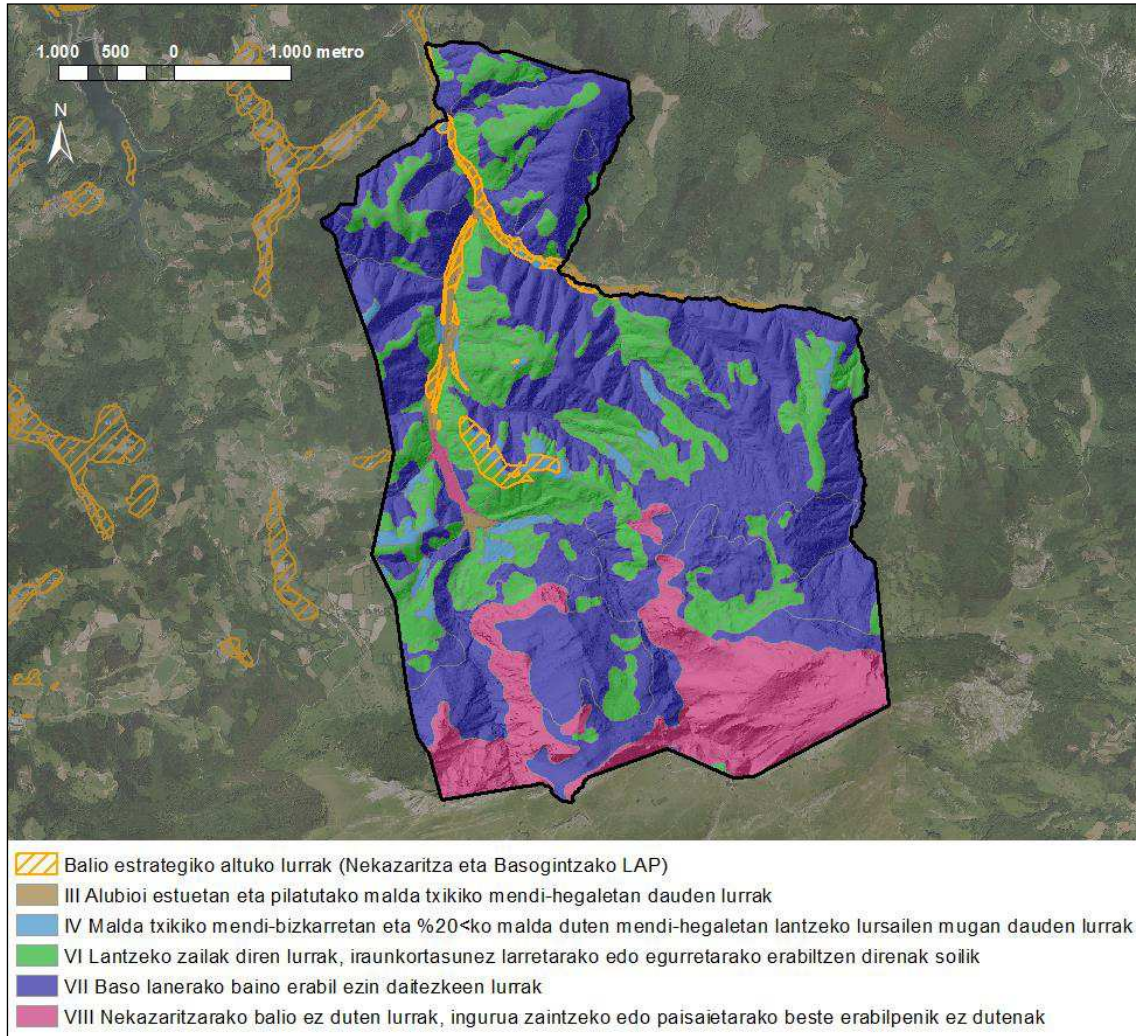 1.000 500 0 1.000 metro
N
Balio estrategiko altuko lurrak (Nekazaritza eta Basogintzako LAP)
III Alubioi estuetan eta pilatutako malda txikiko mendi-hegaletan dauden lurrak
IV Malda txikiko mendi-bizkarretan eta %20<ko malda duten mendi-hegaletan lantzeko lursailen mugan dauden lurrak
VI Lantzeko zailak diren lurrak, iraunkortasunez larretarako edo egurretarako erabiltzen direnak soilik
VII Baso lanerako baino erabil ezin daitezkeen lurrak
VIII Nekazaritzarako balio ez duten lurrak, ingurua zaintzeko edo paisaietarako beste erabilpenik ez dutenak